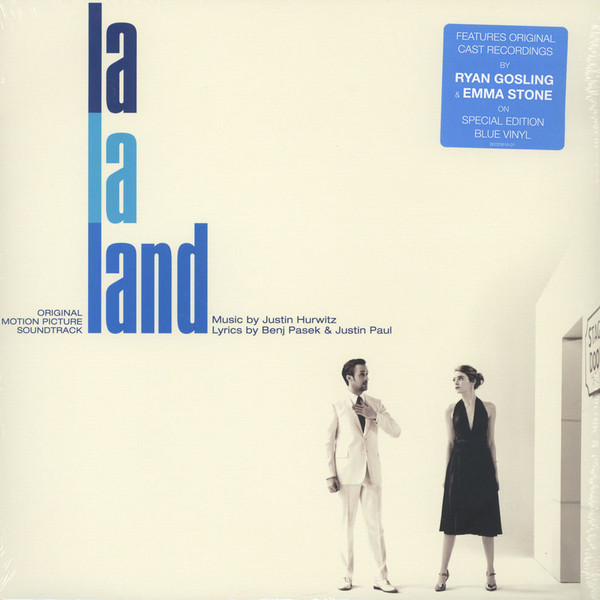 la
la
land
ORIGINAL
MOTION PICTURE
SOUNDTRACK
Music by Justin Hurwitz
Lyrics by Benj Pasek & Justin Paul
FEATURES ORIGINAL
CAST RECORDINGS
BY
RYAN GOSLING
& EMMA STONE
ON
SPECIAL EDITION
BLUE VINYL